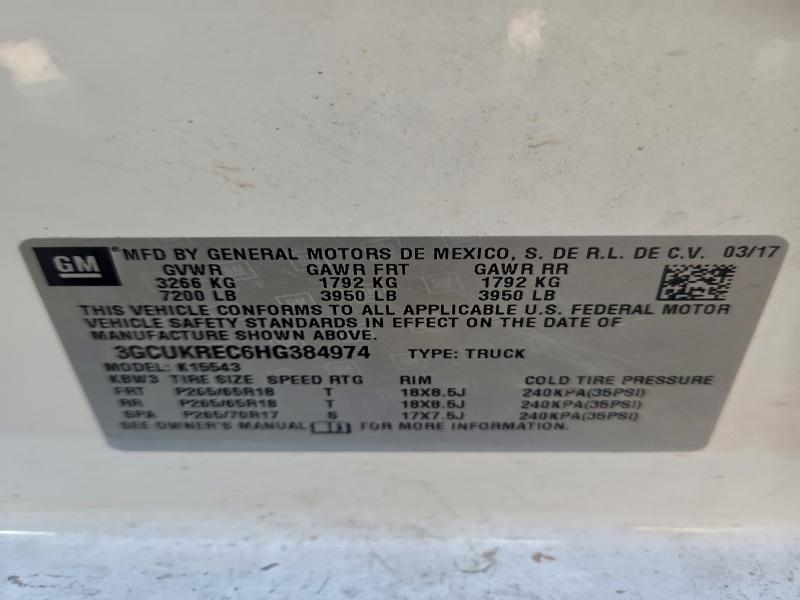 GM MFD BY GENERAL MOTORS DE MEXICO, S. DE R.L. DE C.V. 03/17
GVWR GAWR FRT GAWR RR
3266 KG 1792 KG 1792 KG
7200 LB 3950 LB 3950 LB
THIS VEHICLE CONFORMS TO ALL APPLICABLE U.S. FEDERAL MOTOR
VEHICLE SAFETY STANDARDS IN EFFECT ON THE DATE OF
MANUFACTURE SHOWN ABOVE.
3GCUKREC6HG384974 TYPE: TRUCK
MODEL: K15543
KBW3 TIRE SIZE SPEED RTG RIM COLD TIRE PRESSURE
FRT P265/65R18 T 18X8.5J 240KPA(35PSI)
RR P265/65R18 T 18X8.5J 240KPA(35PSI)
SPA P265/70R17 S 17X7.5J 240KPA(35PSI)
SEE OWNER'S MANUAL FOR MORE INFORMATION.